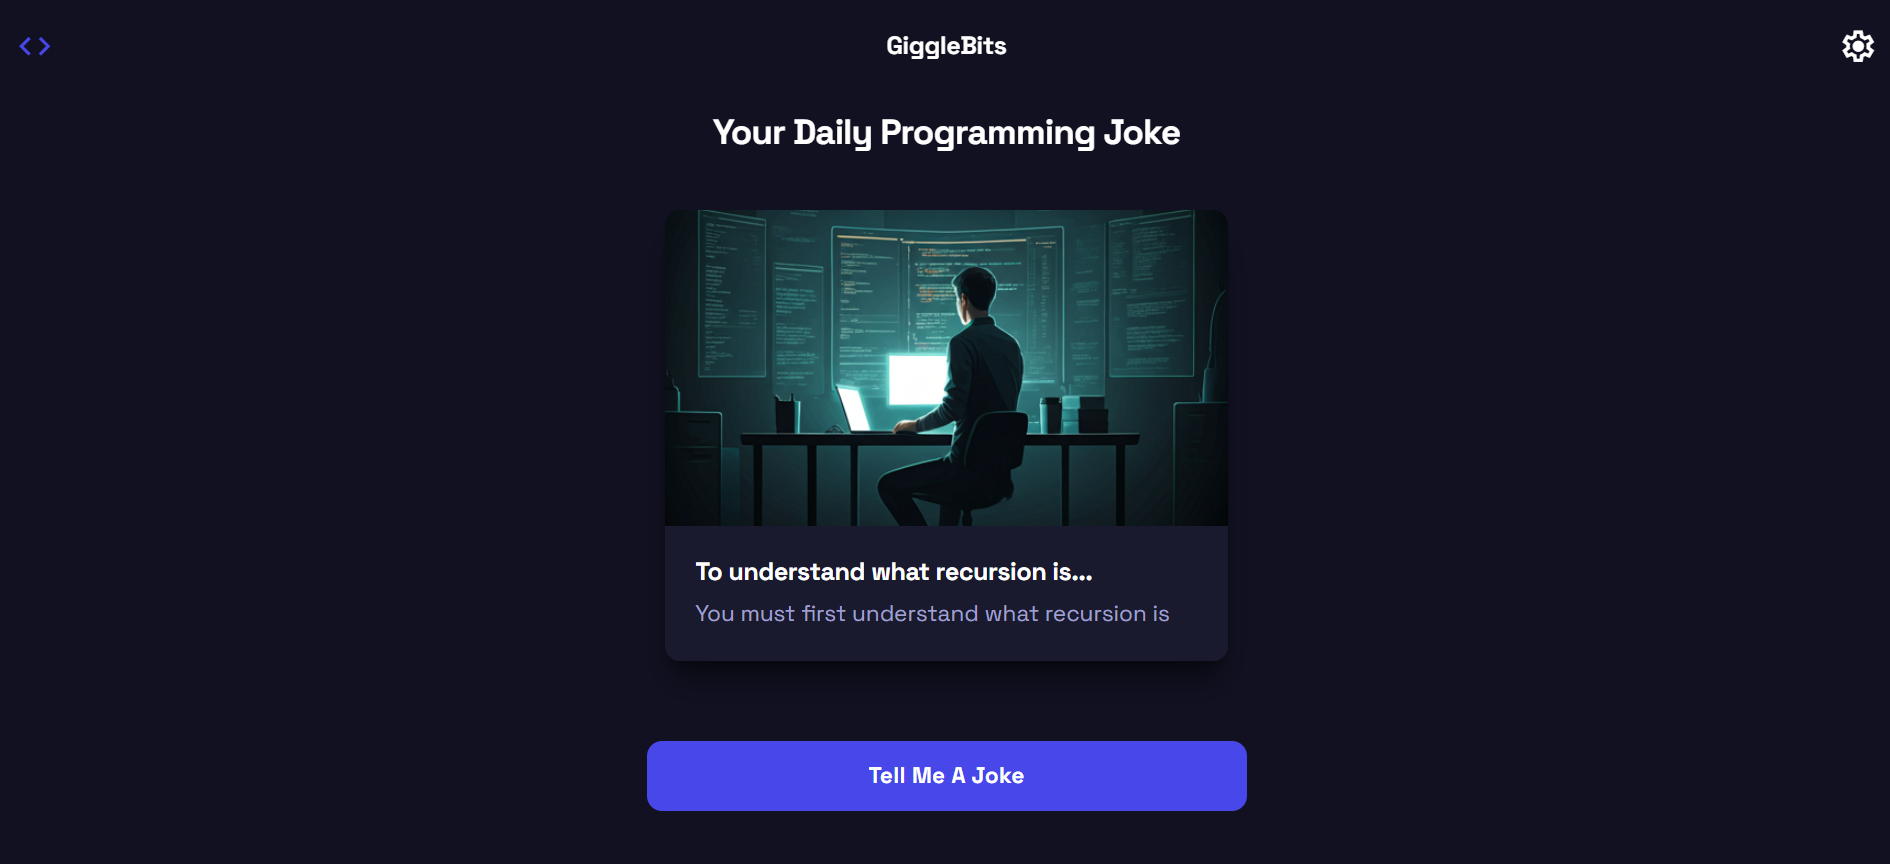 GiggleBits
Your Daily Programming Joke
To understand what recursion is...
You must first understand what recursion is
Tell Me A Joke